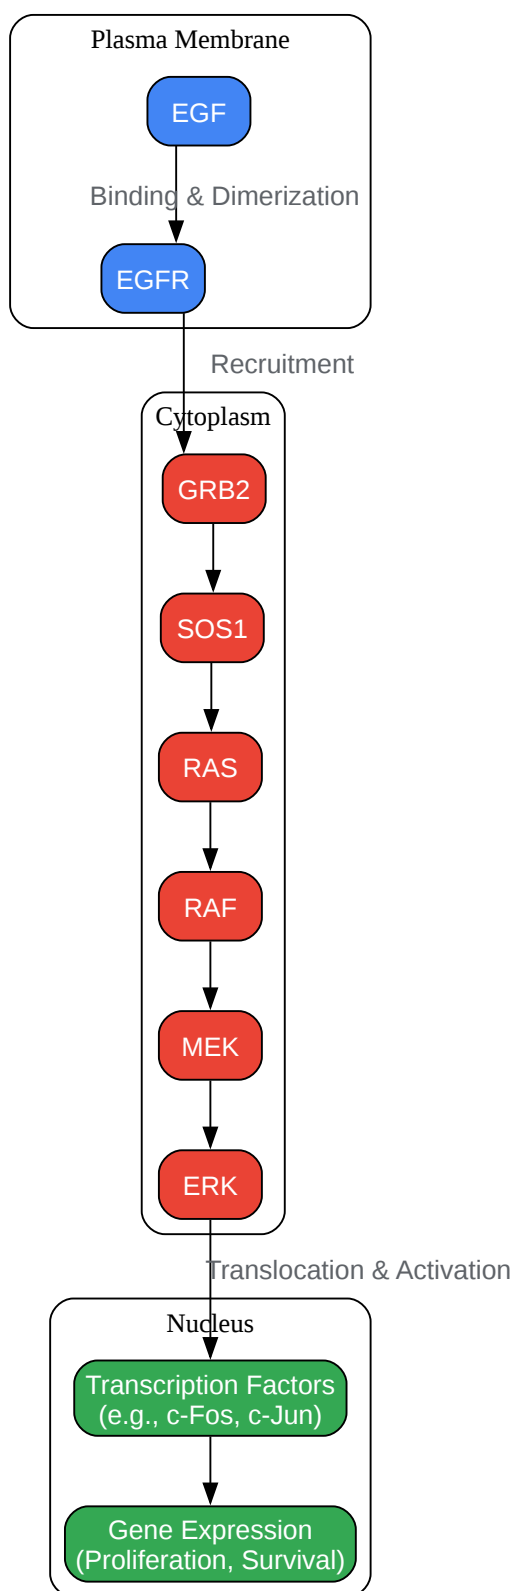 Plasma Membrane
EGF
Binding & Dimerization
EGFR
Recruitment
Cytoplasm
GRB2
SOS1
RAS
RAF
MEK
ERK
Translocation & Activation
Nucleus
Transcription Factors
(e.g., c-Fos, c-Jun)
Gene Expression
(Proliferation, Survival)